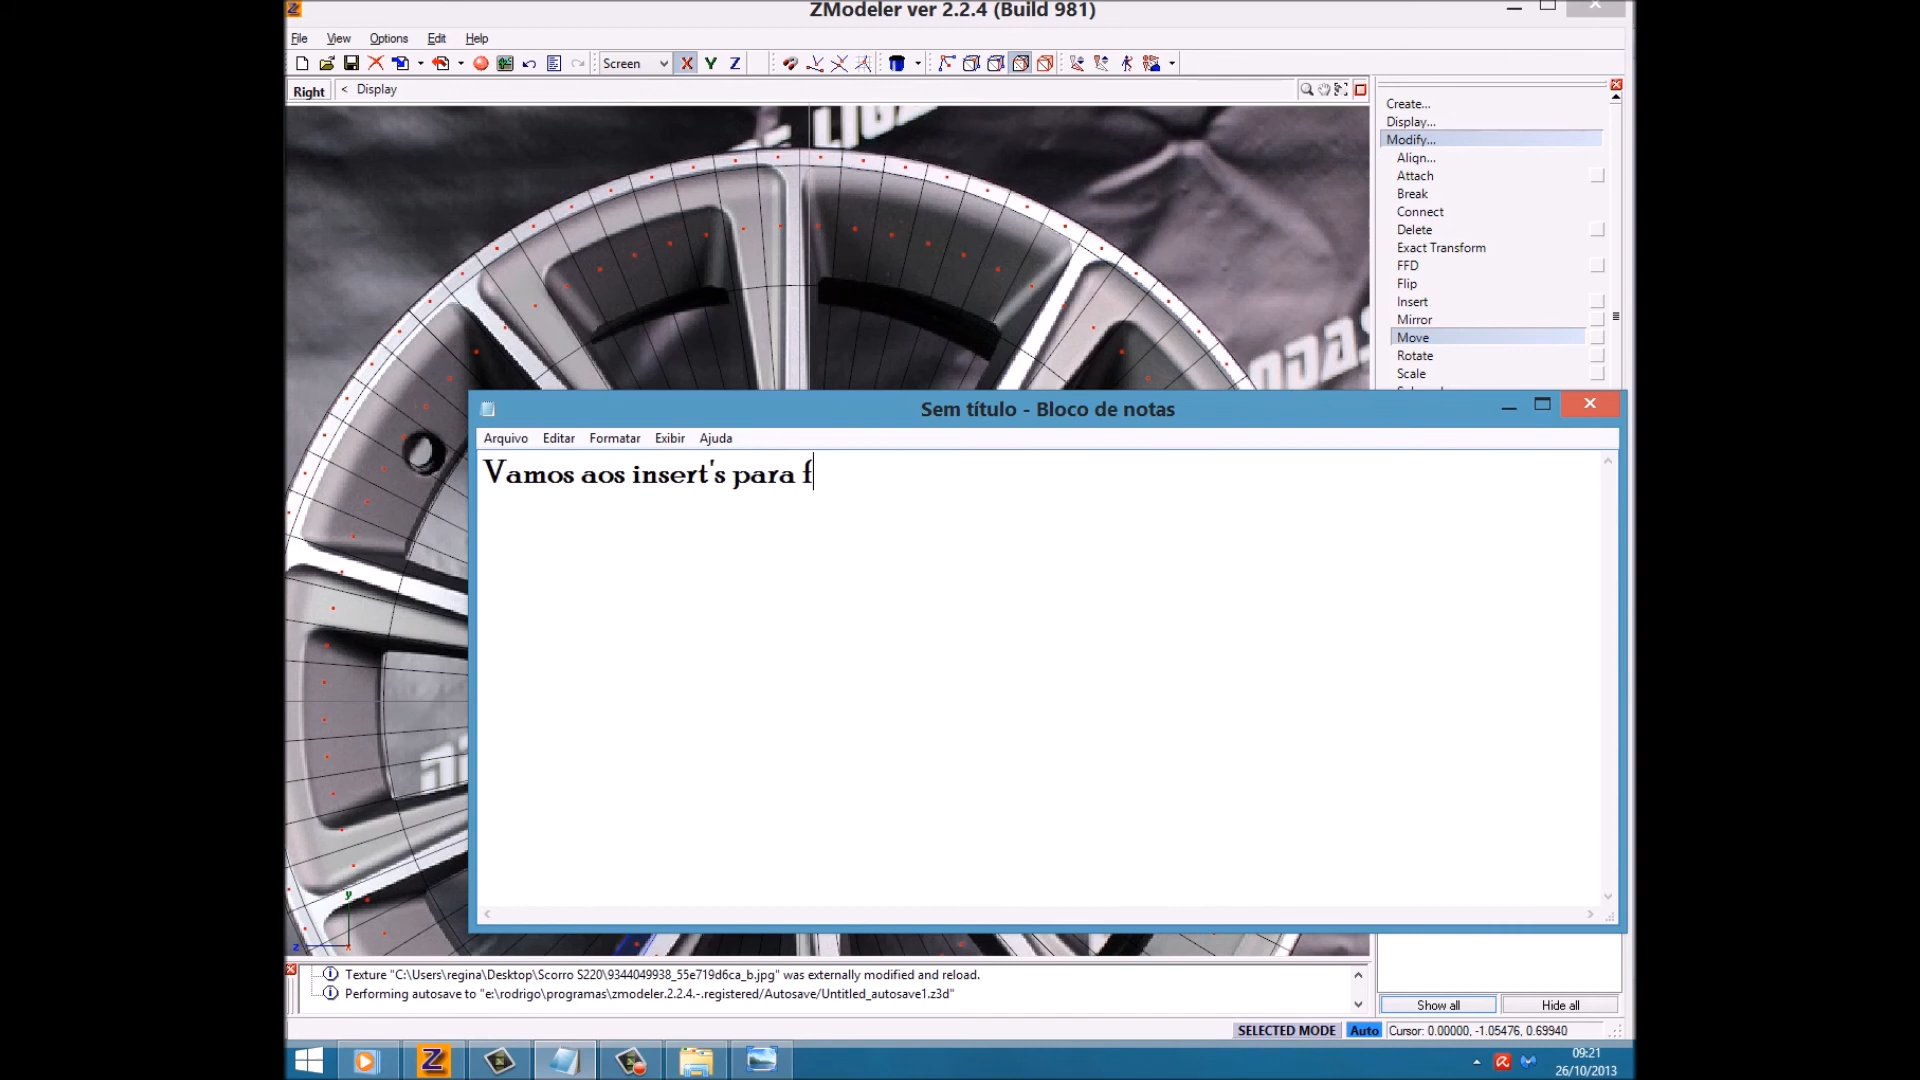 ZModeler ver 2.2.4 (Build 981)
File View Options Edit Help
Screen X Y Z
Right < Display
Create...
Display...
Modify...
Align...
Attach
Break
Connect
Delete
Exact Transform
FFD
Flip
Insert
Mirror
Move
Rotate
Scale
Sem título - Bloco de notas
Arquivo Editar Formatar Exibir Ajuda
Vamos aos insert's para f
y
z x
Texture "C:\Users\regina\Desktop\Scorro S220\9344049938_55e719d6ca_b.jpg" was externally modified and reload.
Performing autosave to "e:\rodrigo\programas\zmodeler.2.2.4.-.registered/Autosave/Untitled_autosave1.z3d"
Show all Hide all
SELECTED MODE Auto Cursor: 0.00000, -1.05476, 0.69940
09:21
26/10/2013